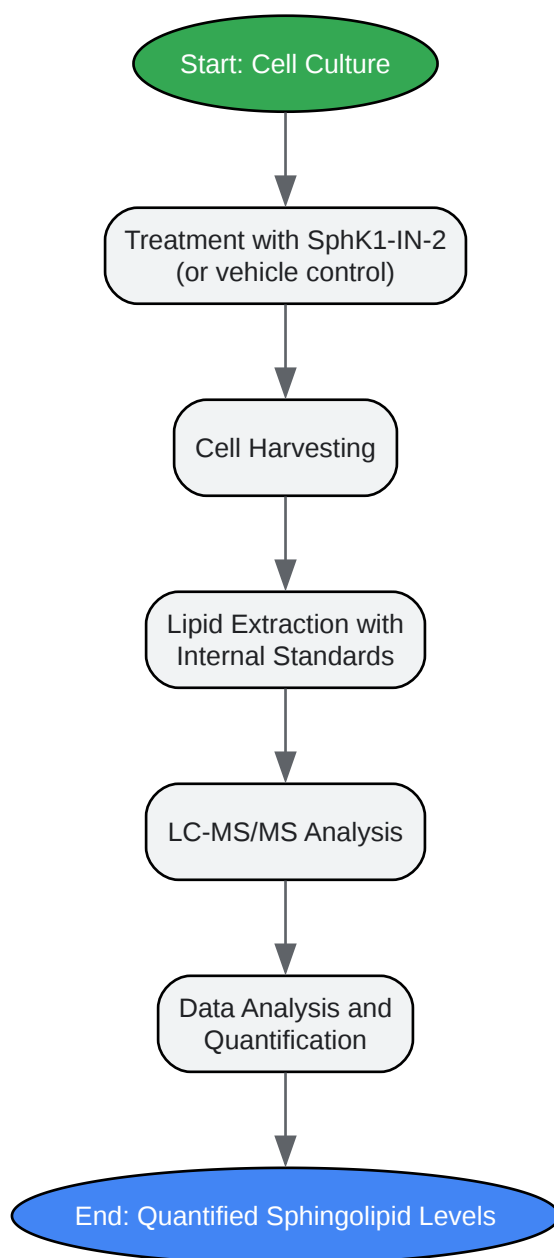 Start: Cell Culture
Treatment with SphK1-IN-2
(or vehicle control)
Cell Harvesting
Lipid Extraction with
Internal Standards
LC-MS/MS Analysis
Data Analysis and
Quantification
End: Quantified Sphingolipid Levels